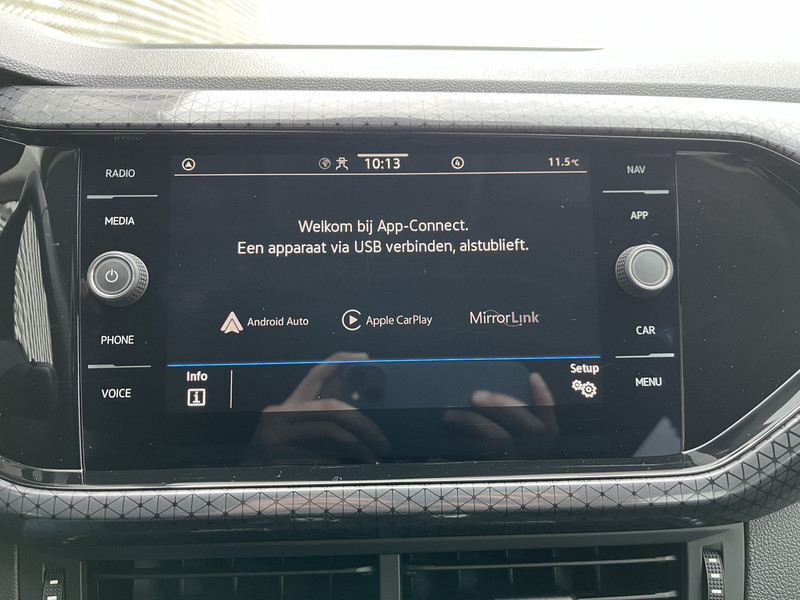 RADIO
MEDIA
PHONE
VOICE
10:13
4
11.5°C
Welkom bij App-Connect.
Een apparaat via USB verbinden, alstublieft.
Android Auto
Apple CarPlay
MirrorLink
Info
Setup
NAV
APP
CAR
MENU